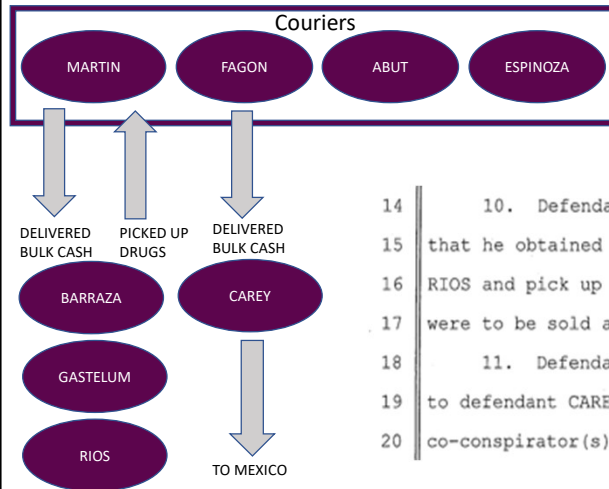 Couriers
MARTIN
FAGON
ABUT
ESPINOZA
DELIVERED
BULK CASH
PICKED UP
DRUGS
DELIVERED
BULK CASH
BARRAZA
CAREY
GASTELUM
RIOS
TO MEXICO
14 10. Defenda
15 that he obtained
16 RIOS and pick up
17 were to be sold a
18 11. Defenda
19 to defendant CARE
20 co-conspirator(s)